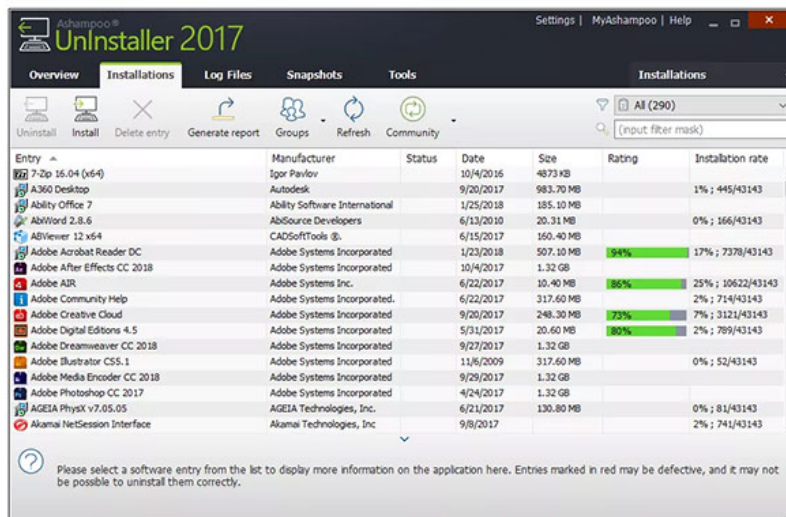 Ashampoo®
UnInstaller 2017
Settings | MyAshampoo | Help
Overview Installations Log Files Snapshots Tools Installations
Uninstall Install Delete entry Generate report Groups Refresh Community
All (290)
(input filter mask)
Entry Manufacturer Status Date Size Rating Installation rate
7-Zip 16.04 (x64) Igor Pavlov 10/4/2016 4873 KB
A360 Desktop Autodesk 9/20/2017 983.70 MB 1% ; 445/43143
Ability Office 7 Ability Software International 1/25/2018 185.10 MB
AbiWord 2.8.6 AbiSource Developers 6/13/2010 20.31 MB 0% ; 166/43143
ABViewer 12 x64 CADSoftTools ®. 6/15/2017 160.40 MB
Adobe Acrobat Reader DC Adobe Systems Incorporated 1/23/2018 507.10 MB 94% 17% ; 7378/43143
Adobe After Effects CC 2018 Adobe Systems Incorporated 10/4/2017 1.32 GB
Adobe AIR Adobe Systems Inc. 6/22/2017 10.40 MB 86% 25% ; 10622/43143
Adobe Community Help Adobe Systems Incorporated. 6/22/2017 317.60 MB 2% ; 714/43143
Adobe Creative Cloud Adobe Systems Incorporated 9/20/2017 248.30 MB 73% 7% ; 3121/43143
Adobe Digital Editions 4.5 Adobe Systems Incorporated 5/31/2017 20.60 MB 80% 2% ; 789/43143
Adobe Dreamweaver CC 2018 Adobe Systems Incorporated 9/27/2017 1.32 GB
Adobe Illustrator CS5.1 Adobe Systems Incorporated 11/6/2009 317.60 MB 0% ; 52/43143
Adobe Media Encoder CC 2018 Adobe Systems Incorporated 9/29/2017 1.32 GB
Adobe Photoshop CC 2017 Adobe Systems Incorporated 4/24/2017 1.32 GB
AGEIA PhysX v7.05.05 AGEIA Technologies, Inc. 6/21/2017 130.80 MB 0% ; 81/43143
Akamai NetSession Interface Akamai Technologies, Inc 9/8/2017 2% ; 741/43143
Please select a software entry from the list to display more information on the application here. Entries marked in red may be defective, and it may not
be possible to uninstall them correctly.